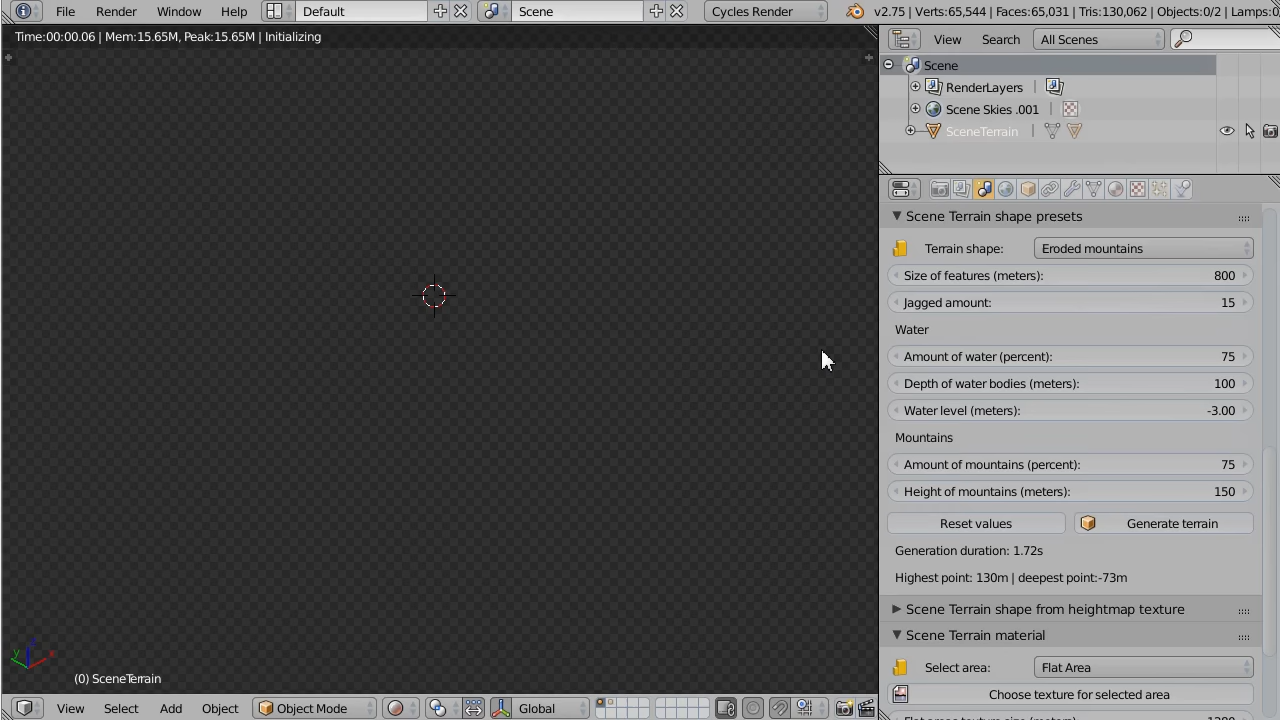 File Render Window Help Default Scene Cycles Render v2.75 | Verts:65,544 | Faces:65,031 | Tris:130,062 | Objects:0/2 | Lamps:0
Time:00:00.06 | Mem:15.65M, Peak:15.65M | Initializing
View Search All Scenes
Scene
RenderLayers
Scene Skies .001
SceneTerrain
Scene Terrain shape presets
Terrain shape: Eroded mountains
Size of features (meters): 800
Jagged amount: 15
Water
Amount of water (percent): 75
Depth of water bodies (meters): 100
Water level (meters): -3.00
Mountains
Amount of mountains (percent): 75
Height of mountains (meters): 150
Reset values Generate terrain
Generation duration: 1.72s
Highest point: 130m | deepest point:-73m
Scene Terrain shape from heightmap texture
Scene Terrain material
Select area: Flat Area
Choose texture for selected area
z
y x
(0) SceneTerrain
View Select Add Object Object Mode Global